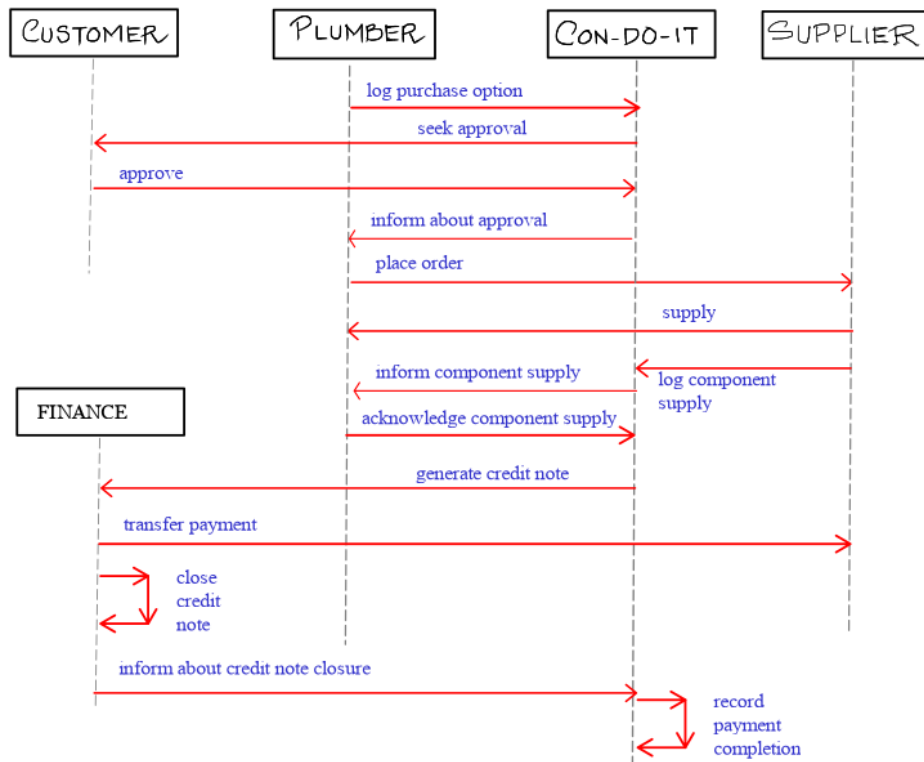 CUSTOMER
PLUMBER
CON-DO-IT
SUPPLIER
log purchase option
seek approval
approve
inform about approval
place order
supply
inform component supply
log component
supply
FINANCE
acknowledge component supply
generate credit note
transfer payment
close
credit
note
inform about credit note closure
record
payment
completion